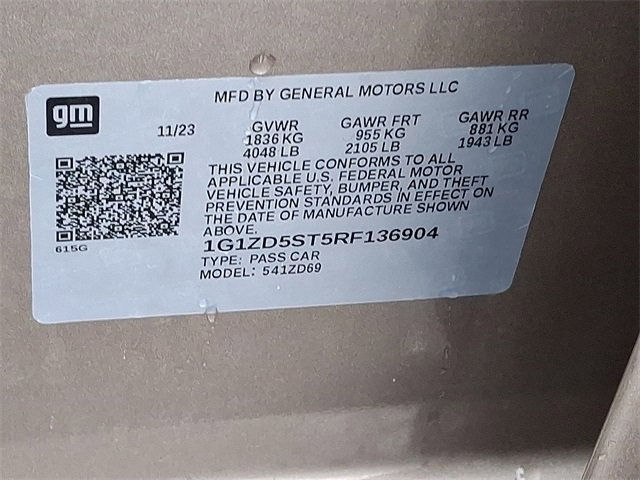 gm
MFD BY GENERAL MOTORS LLC
11/23 GVWR GAWR FRT GAWR RR
1836 KG 955 KG 881 KG
4048 LB 2105 LB 1943 LB
THIS VEHICLE CONFORMS TO ALL
APPLICABLE U.S. FEDERAL MOTOR
VEHICLE SAFETY, BUMPER, AND THEFT
PREVENTION STANDARDS IN EFFECT ON
THE DATE OF MANUFACTURE SHOWN
ABOVE.
615G
1G1ZD5ST5RF136904
TYPE: PASS CAR
MODEL: 541ZD69